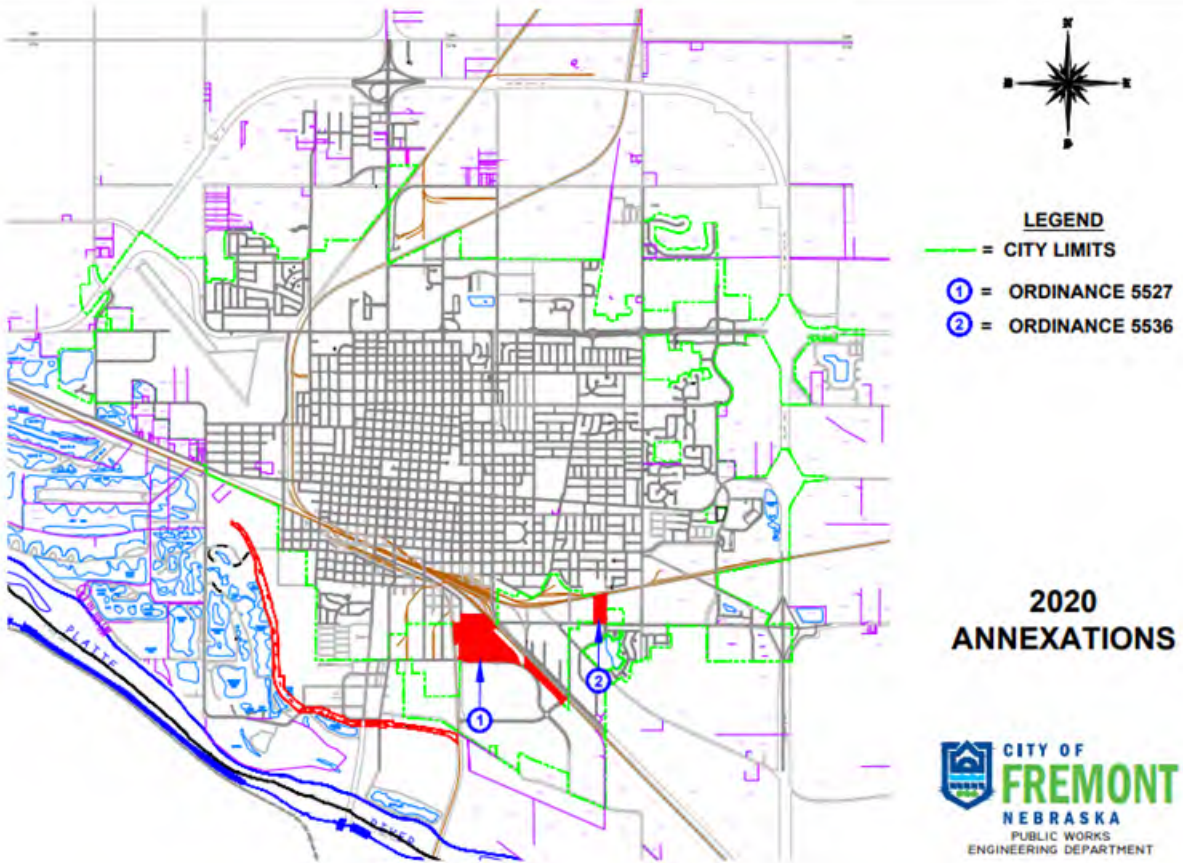 N
LEGEND
= CITY LIMITS
1 = ORDINANCE 5527
2 = ORDINANCE 5536
PLATTE
RIVER
1
2
2020
ANNEXATIONS
CITY OF
FREMONT
NEBRASKA
PUBLIC WORKS
ENGINEERING DEPARTMENT